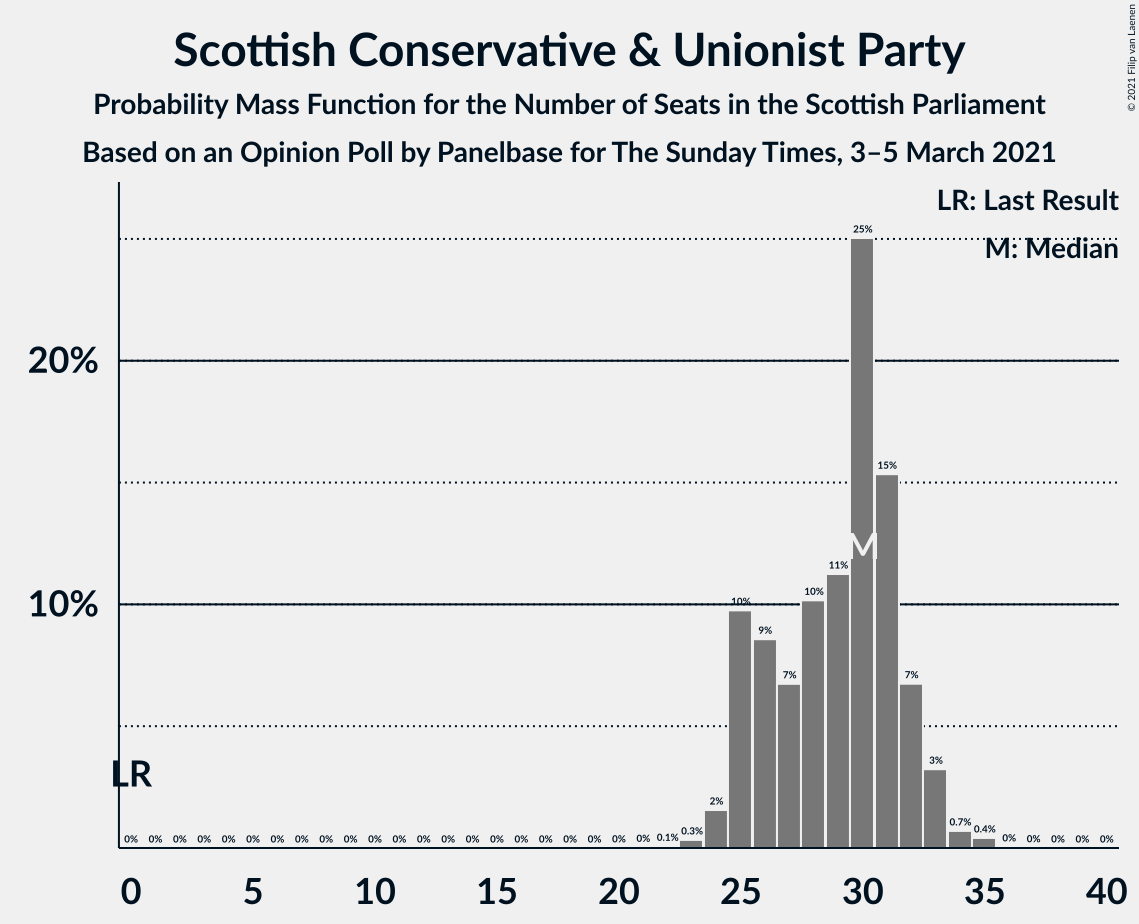 Scottish Conservative & Unionist Party
Probability Mass Function for the Number of Seats in the Scottish Parliament
Based on an Opinion Poll by Panelbase for The Sunday Times, 3–5 March 2021
© 2021 Filip van Laenen
LR: Last Result
M: Median
25%
20%
15%
M
11%
10%
10% 10%
9%
7% 7%
LR
3%
2%
0% 0% 0% 0% 0% 0% 0% 0% 0% 0% 0% 0% 0% 0% 0% 0% 0% 0% 0% 0% 0% 0% 0.1% 0.3% 0.7% 0.4% 0% 0% 0% 0% 0%
0 5 10 15 20 25 30 35 40